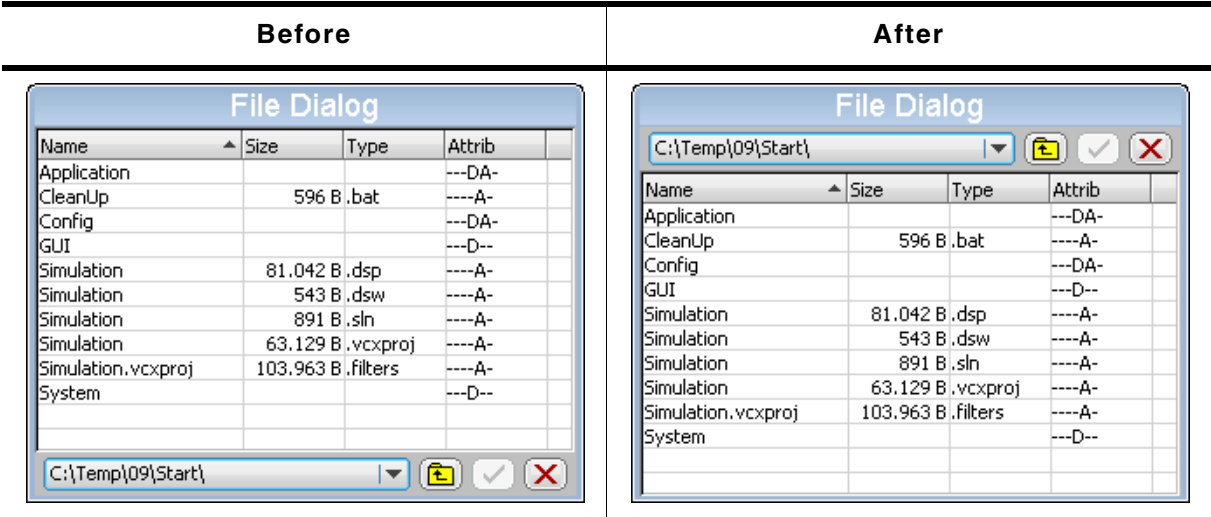 Before After
File Dialog
Name Size Type Attrib
Application ---DA-
CleanUp 596 B .bat ----A-
Config ---DA-
GUI ---D--
Simulation 81.042 B .dsp ----A-
Simulation 543 B .dsw ----A-
Simulation 891 B .sln ----A-
Simulation 63.129 B .vcxproj ----A-
Simulation.vcxproj 103.963 B .filters ----A-
System ---D--
C:\Temp\09\Start\
File Dialog
C:\Temp\09\Start\
Name Size Type Attrib
Application ---DA-
CleanUp 596 B .bat ----A-
Config ---DA-
GUI ---D--
Simulation 81.042 B .dsp ----A-
Simulation 543 B .dsw ----A-
Simulation 891 B .sln ----A-
Simulation 63.129 B .vcxproj ----A-
Simulation.vcxproj 103.963 B .filters ----A-
System ---D--